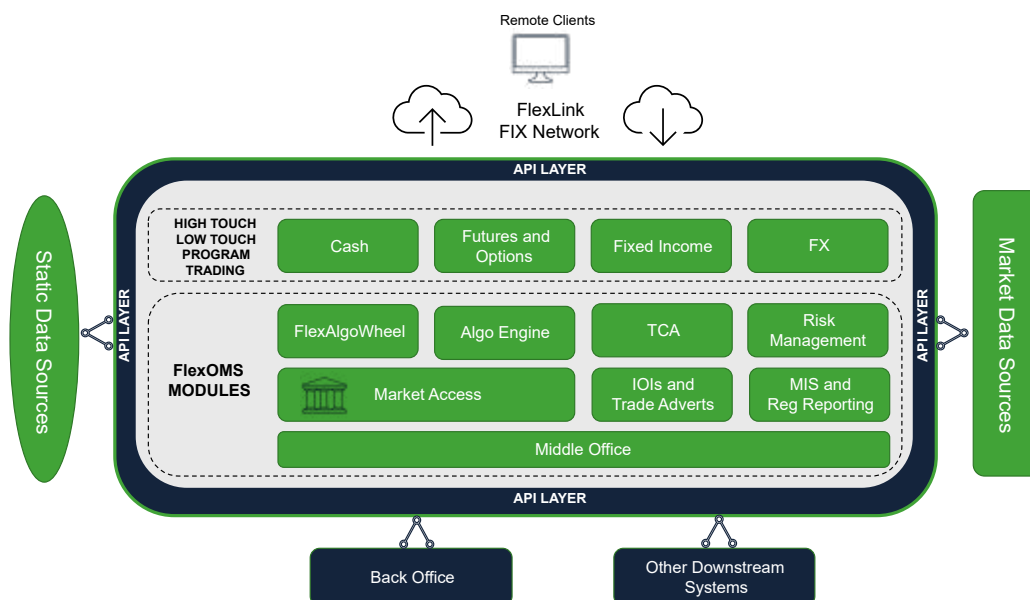 Remote Clients
FlexLink
FIX Network
API LAYER
HIGH TOUCH
LOW TOUCH
PROGRAM
TRADING
Cash
Futures and
Options
Fixed Income
FX
Static Data Sources
API LAYER
API LAYER
Market Data Sources
FlexOMS
MODULES
FlexAlgoWheel
Algo Engine
TCA
Risk
Management
Market Access
IOIs and
Trade Adverts
MIS and
Reg Reporting
Middle Office
API LAYER
Back Office
Other Downstream
Systems